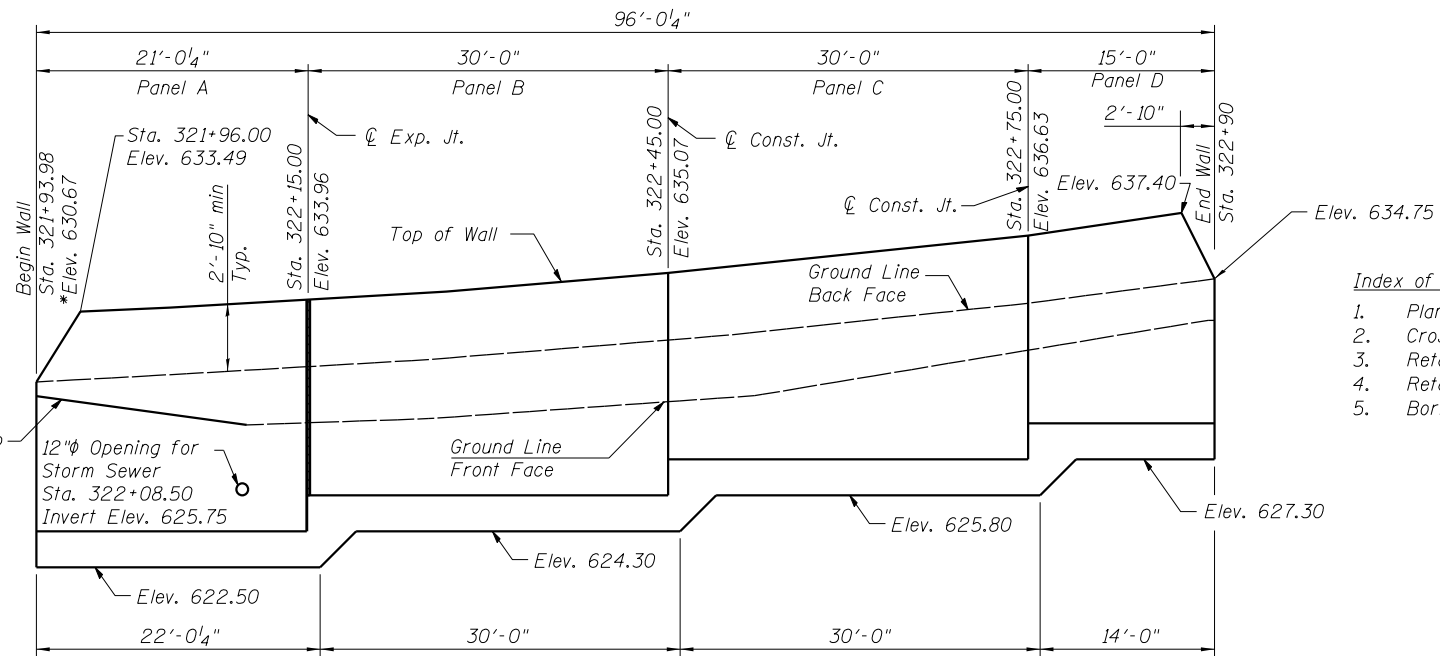 96'-0¼"
21'-0¼"
30'-0"
30'-0"
15'-0"
Panel A
Panel B
Panel C
Panel D
2'-10"
Sta. 321+96.00
Elev. 633.49
℄ Exp. Jt.
℄ Const. Jt.
℄ Const. Jt.
Begin Wall
Sta. 321+93.98
*Elev. 630.67
2'-10" min
Typ.
Sta. 322+15.00
Elev. 633.96
Sta. 322+45.00
Elev. 635.07
Sta. 322+75.00
Elev. 636.63
Elev. 637.40
End Wall
Sta. 322+90
Elev. 634.75
Top of Wall
Ground Line
Back Face
Index of
1.
2.
3.
4.
5.
Ground Line
Front Face
12"φ Opening for
Storm Sewer
Sta. 322+08.50
Invert Elev. 625.75
Elev. 622.50
Elev. 624.30
Elev. 625.80
Elev. 627.30
22'-0¼"
30'-0"
30'-0"
14'-0"